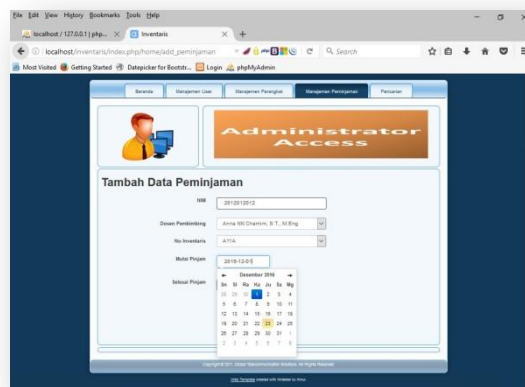 File Edit View History Bookmarks Tools Help
localhost / 127.0.0.1 | php... × Inventaris × +
localhost/inventaris/index.php/home/add_peminjaman Search
Most Visited Getting Started Datepicker for Bootstr... Login phpMyAdmin
Beranda Manajemen User Manajemen Perangkat Manajemen Peminjaman Pencarian
Administrator
Access
Tambah Data Peminjaman
NIM 2012012012
Dosen Pembimbing Anna NN Chamim, S.T., M.Eng
No Inventaris
Mulai Pinjam 2016-12-01
Selesai Pinjam
Desember 2016
Sn Sl Ra Ka Ju Sa Mg
28 29 30 1 2 3 4
5 6 7 8 9 10 11
12 13 14 15 16 17 18
19 20 21 22 23 24 25
26 27 28 29 30 31 1
2 3 4 5 6 7 8